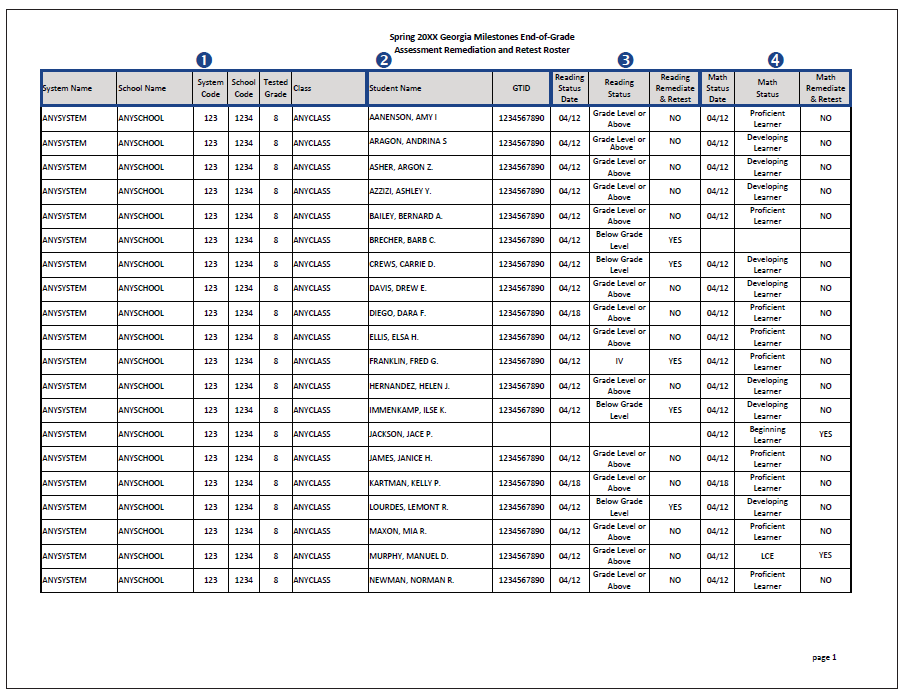 Spring 20XX Georgia Milestones End-of-Grade
Assessment Remediation and Retest Roster
1 2 3 4
System Name School Name System Code School Code Tested Grade Class Student Name GTID Reading Status Date Reading Status Reading Remediate & Retest Math Status Date Math Status Math Remediate & Retest
ANYSYSTEM ANYSCHOOL 123 1234 8 ANYCLASS AANENSON, AMY I 1234567890 04/12 Grade Level or Above NO 04/12 Proficient Learner NO
ANYSYSTEM ANYSCHOOL 123 1234 8 ANYCLASS ARAGON, ANDRINA S 1234567890 04/12 Grade Level or Above NO 04/12 Developing Learner NO
ANYSYSTEM ANYSCHOOL 123 1234 8 ANYCLASS ASHER, ARGON Z. 1234567890 04/12 Grade Level or Above NO 04/12 Developing Learner NO
ANYSYSTEM ANYSCHOOL 123 1234 8 ANYCLASS AZZIZI, ASHLEY Y. 1234567890 04/12 Grade Level or Above NO 04/12 Developing Learner NO
ANYSYSTEM ANYSCHOOL 123 1234 8 ANYCLASS BAILEY, BERNARD A. 1234567890 04/12 Grade Level or Above NO 04/12 Proficient Learner NO
ANYSYSTEM ANYSCHOOL 123 1234 8 ANYCLASS BRECHER, BARB C. 1234567890 04/12 Below Grade Level YES
ANYSYSTEM ANYSCHOOL 123 1234 8 ANYCLASS CREWS, CARRIE D. 1234567890 04/12 Below Grade Level YES 04/12 Developing Learner NO
ANYSYSTEM ANYSCHOOL 123 1234 8 ANYCLASS DAVIS, DREW E. 1234567890 04/12 Grade Level or Above NO 04/12 Developing Learner NO
ANYSYSTEM ANYSCHOOL 123 1234 8 ANYCLASS DIEGO, DARA F. 1234567890 04/18 Grade Level or Above NO 04/12 Proficient Learner NO
ANYSYSTEM ANYSCHOOL 123 1234 8 ANYCLASS ELLIS, ELSA H. 1234567890 04/12 Grade Level or Above NO 04/12 Proficient Learner NO
ANYSYSTEM ANYSCHOOL 123 1234 8 ANYCLASS FRANKLIN, FRED G. 1234567890 04/12 IV YES 04/12 Proficient Learner NO
ANYSYSTEM ANYSCHOOL 123 1234 8 ANYCLASS HERNANDEZ, HELEN J. 1234567890 04/12 Grade Level or Above NO 04/12 Developing Learner NO
ANYSYSTEM ANYSCHOOL 123 1234 8 ANYCLASS IMMENKAMP, ILSE K. 1234567890 04/12 Below Grade Level YES 04/12 Developing Learner NO
ANYSYSTEM ANYSCHOOL 123 1234 8 ANYCLASS JACKSON, JACE P. 04/12 Beginning Learner YES
ANYSYSTEM ANYSCHOOL 123 1234 8 ANYCLASS JAMES, JANICE H. 1234567890 04/12 Grade Level or Above NO 04/12 Proficient Learner NO
ANYSYSTEM ANYSCHOOL 123 1234 8 ANYCLASS KARTMAN, KELLY P. 1234567890 04/18 Grade Level or Above NO 04/18 Proficient Learner NO
ANYSYSTEM ANYSCHOOL 123 1234 8 ANYCLASS LOURDES, LEMONT R. 1234567890 04/12 Below Grade Level YES 04/12 Developing Learner NO
ANYSYSTEM ANYSCHOOL 123 1234 8 ANYCLASS MAXON, MIA R. 1234567890 04/12 Grade Level or Above NO 04/12 Proficient Learner NO
ANYSYSTEM ANYSCHOOL 123 1234 8 ANYCLASS MURPHY, MANUEL D. 1234567890 04/12 Grade Level or Above NO 04/12 LCE YES
ANYSYSTEM ANYSCHOOL 123 1234 8 ANYCLASS NEWMAN, NORMAN R. 1234567890 04/12 Grade Level or Above NO 04/12 Proficient Learner NO
page 1